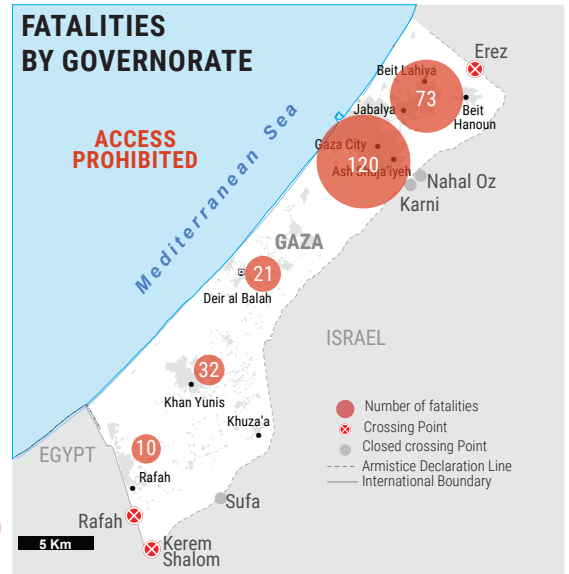 FATALITIES
BY GOVERNORATE
ACCESS
PROHIBITED
Mediterranean Sea
Erez
Beit Lahiya
73
Jabalya
Beit
Hanoun
Gaza City
120
Ash Shuja'iyeh
Nahal Oz
Karni
GAZA
21
Deir al Balah
ISRAEL
32
Khan Yunis
Khuza'a
10
EGYPT
Rafah
Sufa
Rafah
Kerem
Shalom
5 Km
Number of fatalities
Crossing Point
Closed crossing Point
Armistice Declaration Line
International Boundary